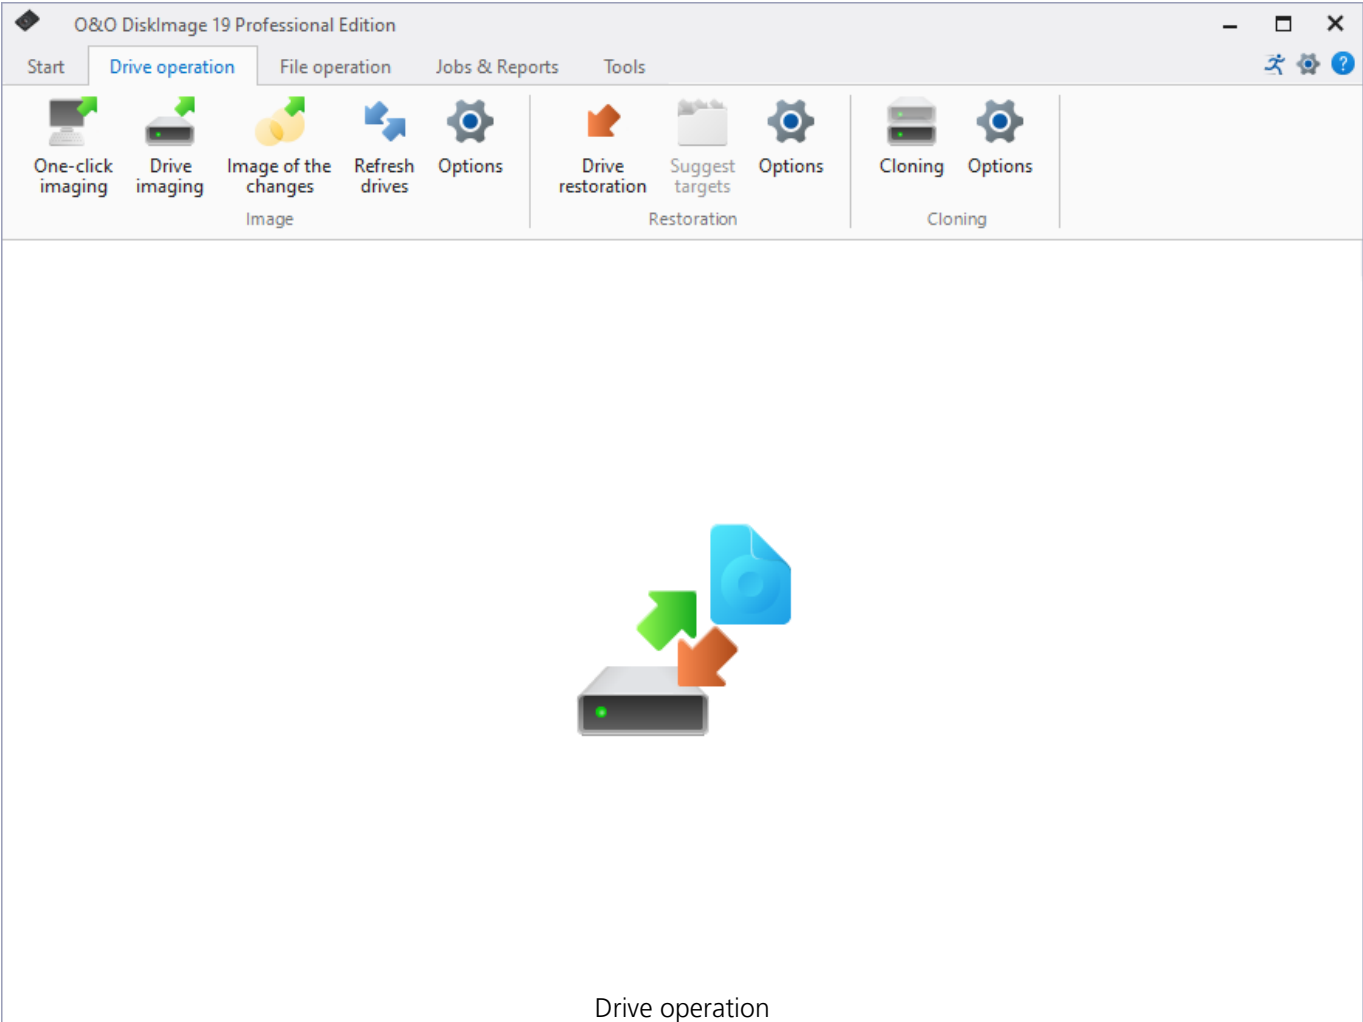 O&O DiskImage 19 Professional Edition
Start Drive operation File operation Jobs & Reports Tools
One-click imaging
Drive imaging
Image of the changes
Refresh drives
Options
Image
Drive restoration
Suggest targets
Options
Restoration
Cloning
Options
Cloning
Drive operation